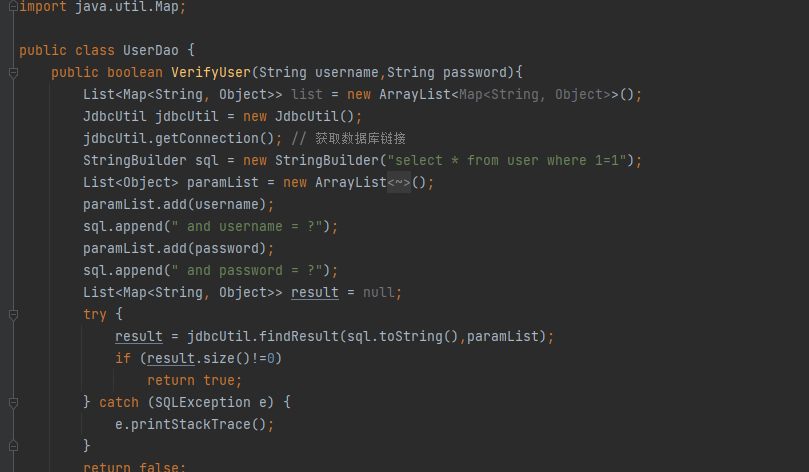 import java.util.Map;
public class UserDao {
public boolean VerifyUser(String username,String password){
List<Map<String, Object>> list = new ArrayList<Map<String, Object>>();
JdbcUtil jdbcUtil = new JdbcUtil();
jdbcUtil.getConnection(); // 获取数据库链接
StringBuilder sql = new StringBuilder("select * from user where 1=1");
List<Object> paramList = new ArrayList<~>();
paramList.add(username);
sql.append(" and username = ?");
paramList.add(password);
sql.append(" and password = ?");
List<Map<String, Object>> result = null;
try {
result = jdbcUtil.findResult(sql.toString(),paramList);
if (result.size()!=0)
return true;
} catch (SQLException e) {
e.printStackTrace();
}
return false;